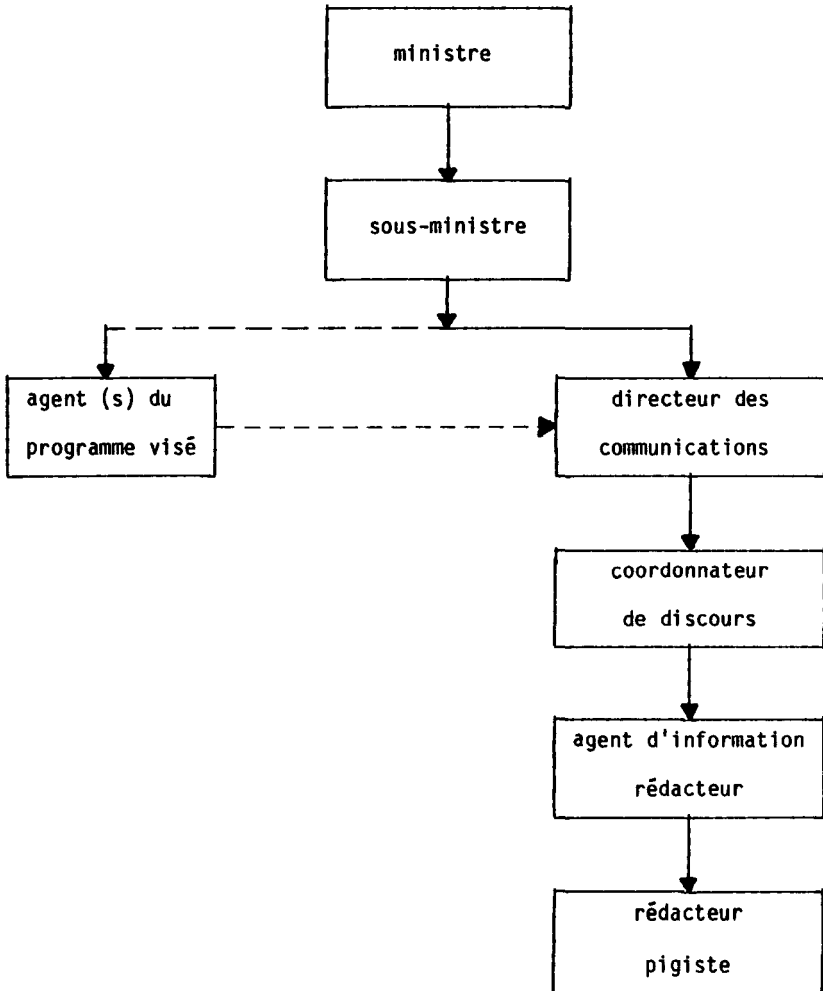 ministre
sous-ministre
agent (s) du
programme visé
directeur des
communications
coordonnateur
de discours
agent d'information
rédacteur
rédacteur
pigiste